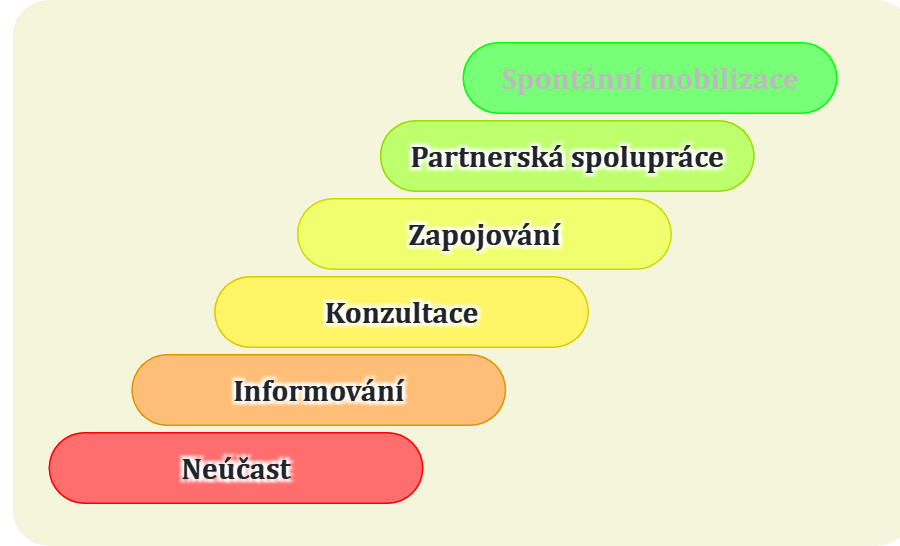 Spontánní mobilizace
Partnerská spolupráce
Zapojování
Konzultace
Informování
Neúčast